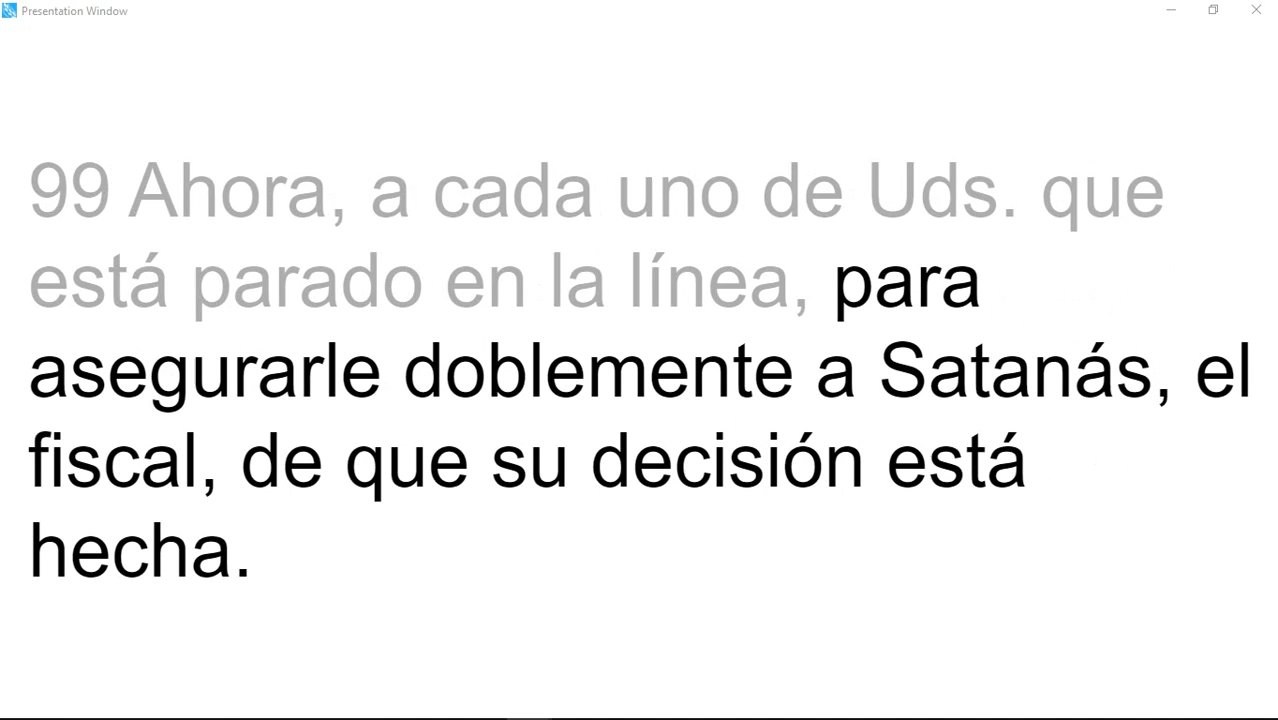 Presentation Window
99 Ahora, a cada uno de Uds. que
está parado en la línea, para
asegurarle doblemente a Satanás, el
fiscal, de que su decisión está
hecha.